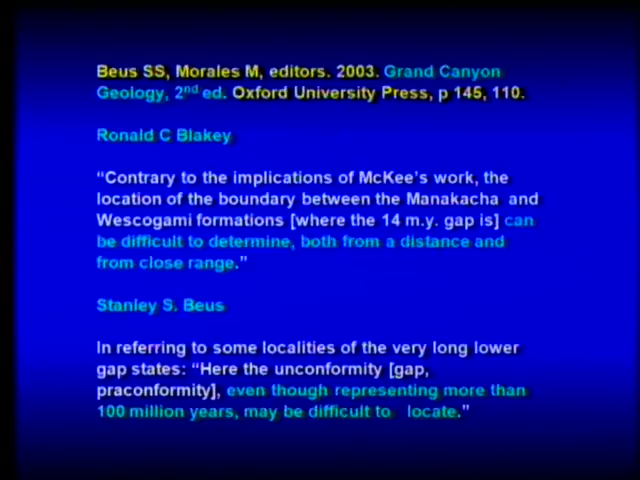 Beus SS, Morales M, editors. 2003. Grand Canyon
Geology, 2nd ed. Oxford University Press, p 145, 110.
Ronald C Blakey
“Contrary to the implications of McKee’s work, the
location of the boundary between the Manakacha and
Wescogami formations [where the 14 m.y. gap is] can
be difficult to determine, both from a distance and
from close range.”
Stanley S. Beus
In referring to some localities of the very long lower
gap states: “Here the unconformity [gap,
praconformity], even though representing more than
100 million years, may be difficult to locate.”